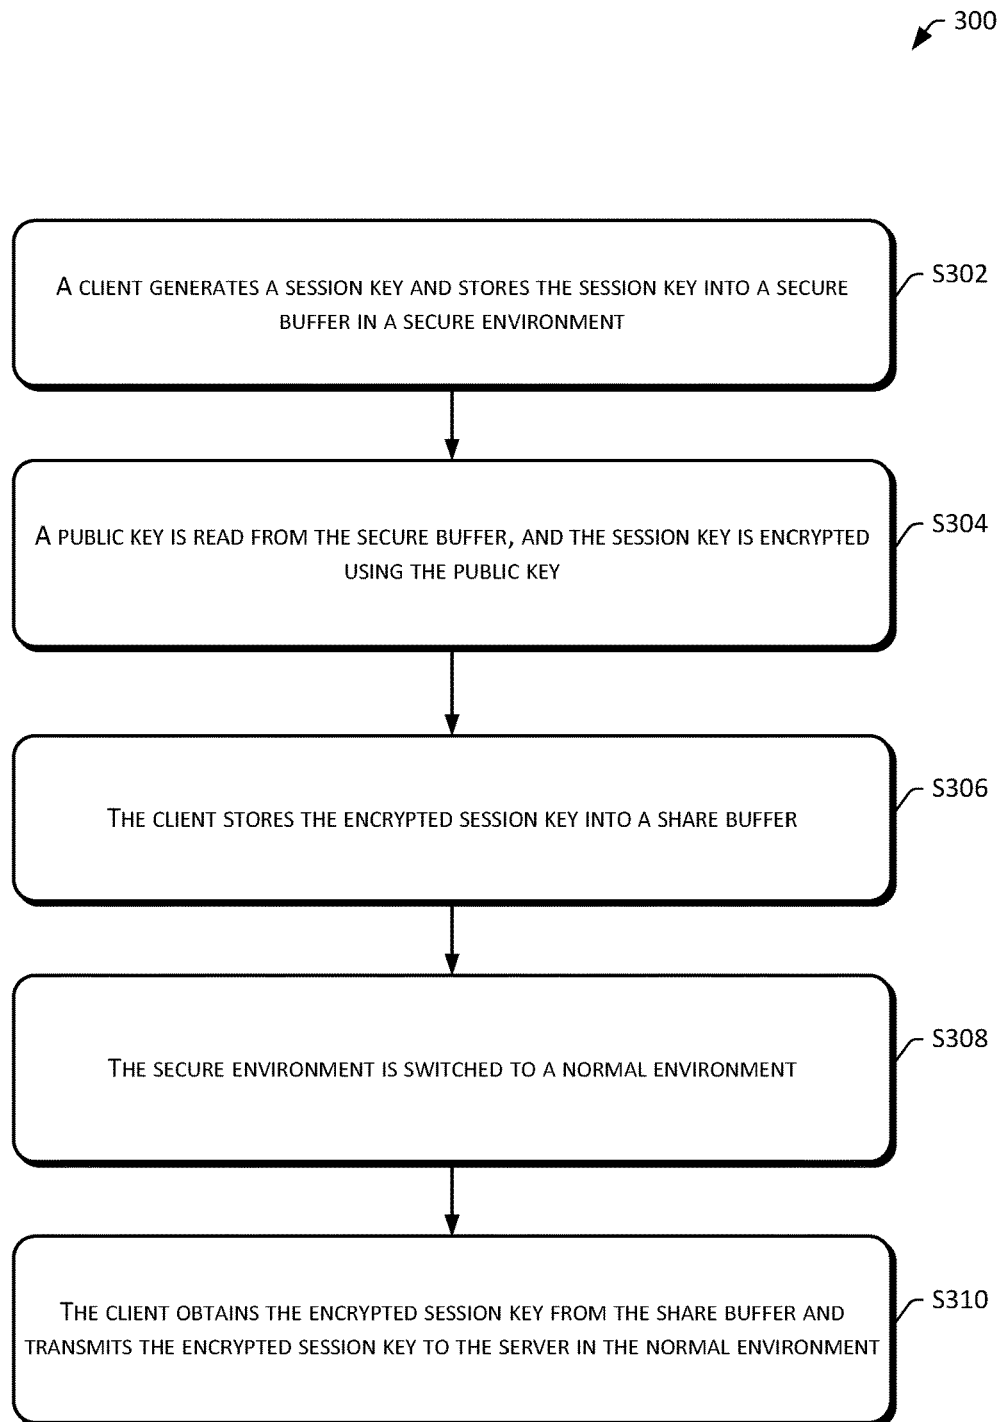 300
A CLIENT GENERATES A SESSION KEY AND STORES THE SESSION KEY INTO A SECURE
BUFFER IN A SECURE ENVIRONMENT
S302
A PUBLIC KEY IS READ FROM THE SECURE BUFFER, AND THE SESSION KEY IS ENCRYPTED
USING THE PUBLIC KEY
S304
THE CLIENT STORES THE ENCRYPTED SESSION KEY INTO A SHARE BUFFER
S306
THE SECURE ENVIRONMENT IS SWITCHED TO A NORMAL ENVIRONMENT
S308
THE CLIENT OBTAINS THE ENCRYPTED SESSION KEY FROM THE SHARE BUFFER AND
TRANSMITS THE ENCRYPTED SESSION KEY TO THE SERVER IN THE NORMAL ENVIRONMENT
S310